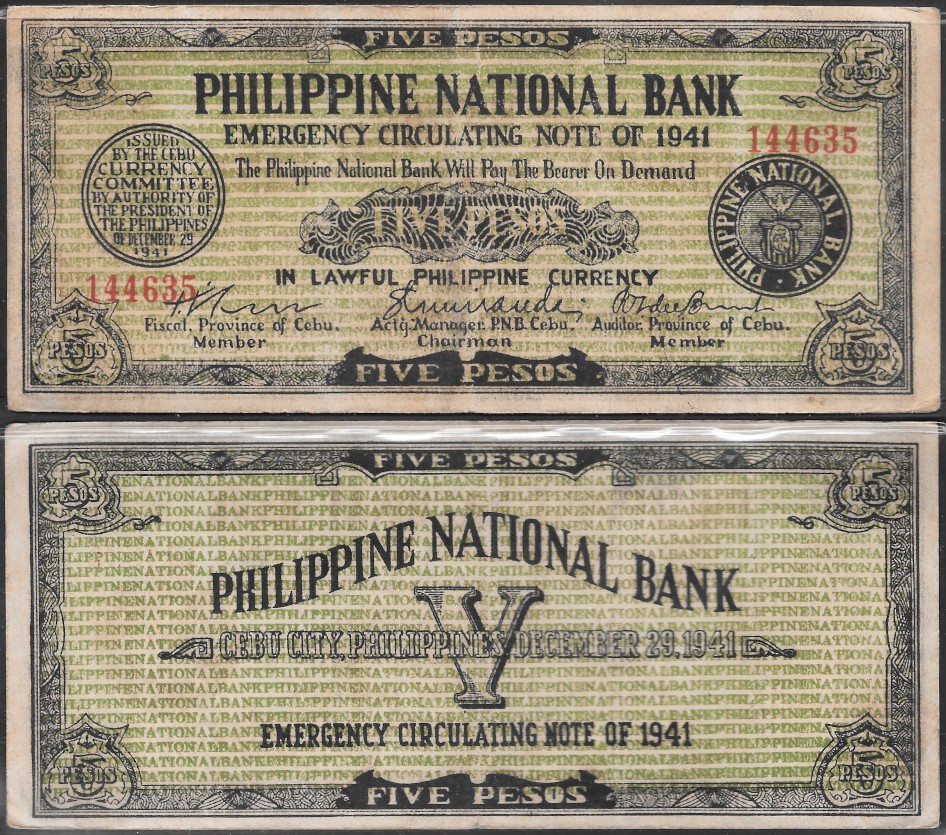 FIVE PESOS
5 PESOS
5 PESOS
PHILIPPINE NATIONAL BANK
EMERGENCY CIRCULATING NOTE OF 1941
144635
The Philippine National Bank Will Pay The Bearer On Demand
ISSUED
BY THE CEBU
CURRENCY
COMMITTEE
BY AUTHORITY OF
THE PRESIDENT OF
THE PHILIPPINES
OF DECEMBER 29
1941
FIVE PESOS
PHILIPPINE NATIONAL BANK
IN LAWFUL PHILIPPINE CURRENCY
144635
Fiscal, Province of Cebu.
Member
Actg. Manager. P.N.B. Cebu.
Chairman
Auditor, Province of Cebu.
Member
5 PESOS
5 PESOS
FIVE PESOS
FIVE PESOS
5 PESOS
5 PESOS
PHILIPPINE NATIONAL BANK
V
CEBU CITY, PHILIPPINES DECEMBER 29, 1941
EMERGENCY CIRCULATING NOTE OF 1941
5 PESOS
5 PESOS
FIVE PESOS